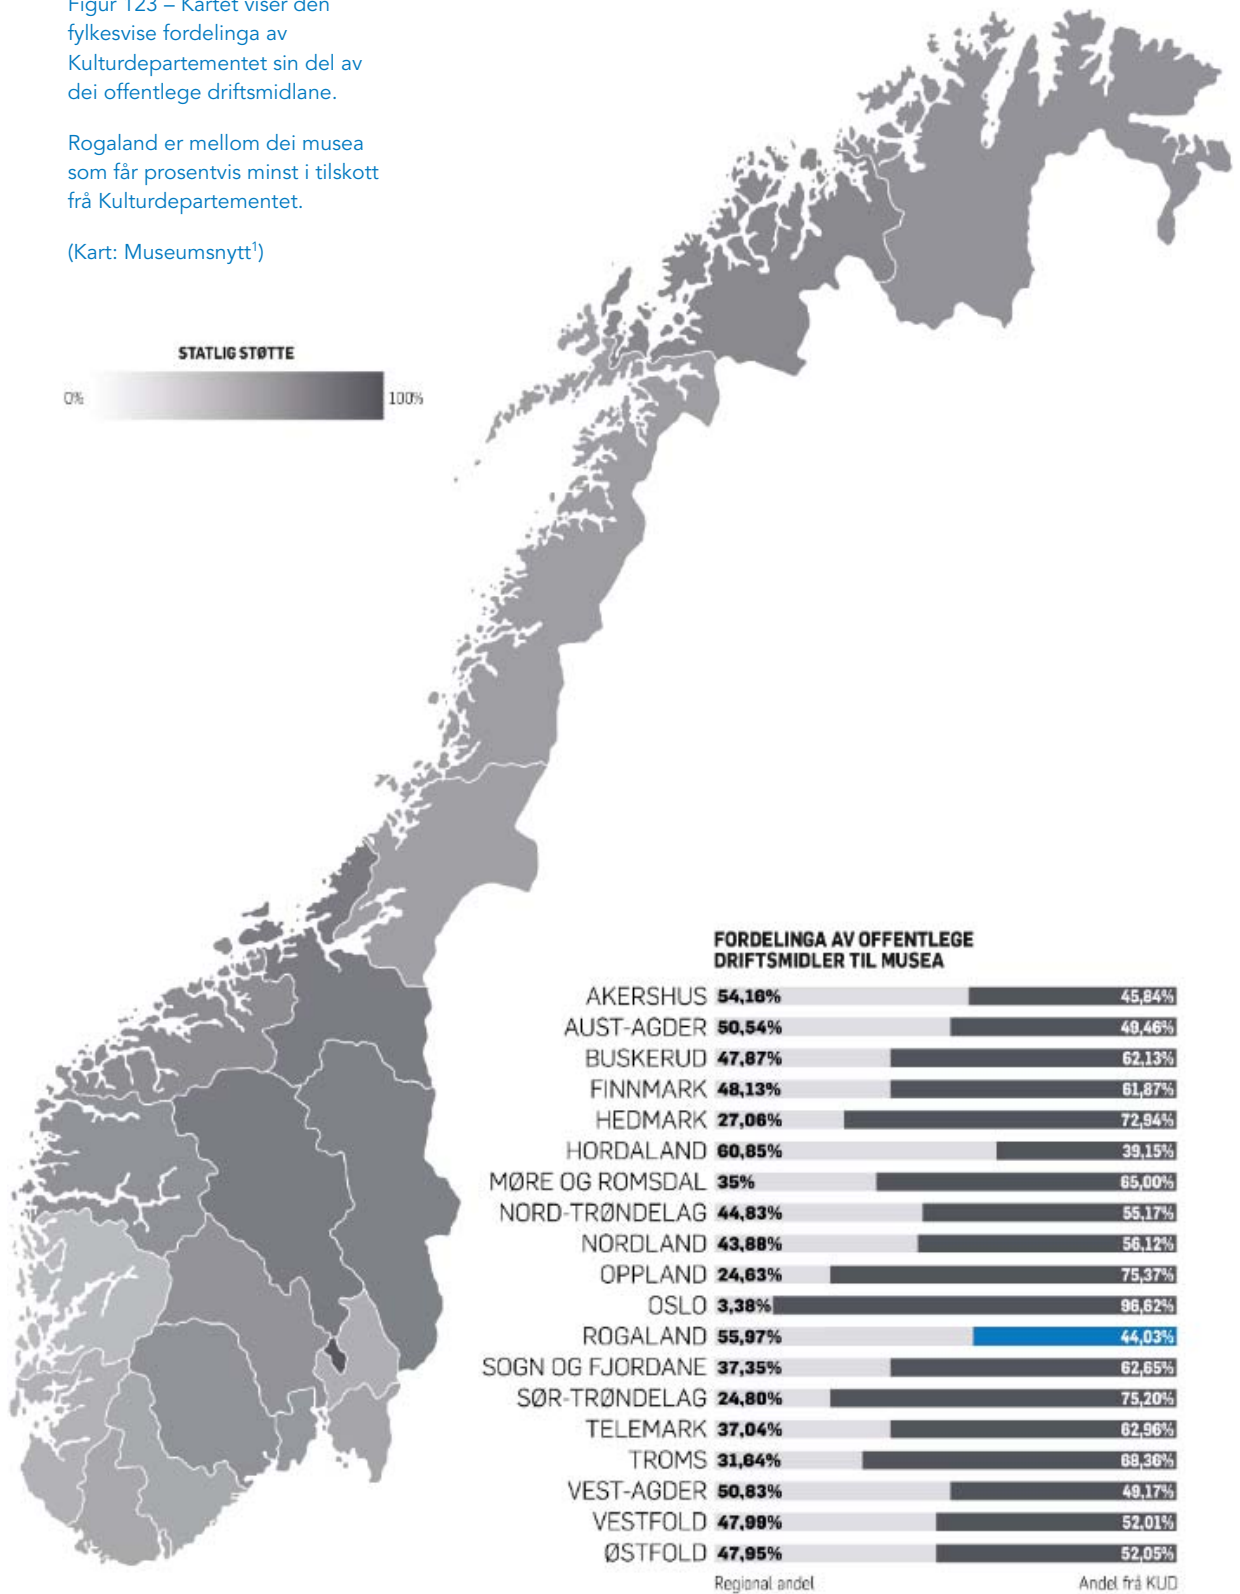 Figur 123 – Kartet viser den
fylkesvise fordelinga av
Kulturdepartementet sin del av
dei offentlege driftsmidlane.
Rogaland er mellom dei musea
som får prosentvis minst i tilskott
frå Kulturdepartementet.
(Kart: Museumsnytt¹)
STATLIG STØTTE
0% 100%
FORDELINGA AV OFFENTLEGE
DRIFTSMIDLER TIL MUSEA
AKERSHUS 54,16% 45,84%
AUST-AGDER 50,54% 49,46%
BUSKERUD 47,87% 62,13%
FINNMARK 48,13% 61,87%
HEDMARK 27,06% 72,94%
HORDALAND 60,85% 39,15%
MØRE OG ROMSDAL 35% 65,00%
NORD-TRØNDELAG 44,83% 55,17%
NORDLAND 43,88% 56,12%
OPPLAND 24,63% 75,37%
OSLO 3,38% 96,62%
ROGALAND 55,97% 44,03%
SOGN OG FJORDANE 37,35% 62,65%
SØR-TRØNDELAG 24,80% 75,20%
TELEMARK 37,04% 62,96%
TROMS 31,64% 68,36%
VEST-AGDER 50,83% 49,17%
VESTFOLD 47,99% 52,01%
ØSTFOLD 47,95% 52,05%
Regional andel Andel frå KUD